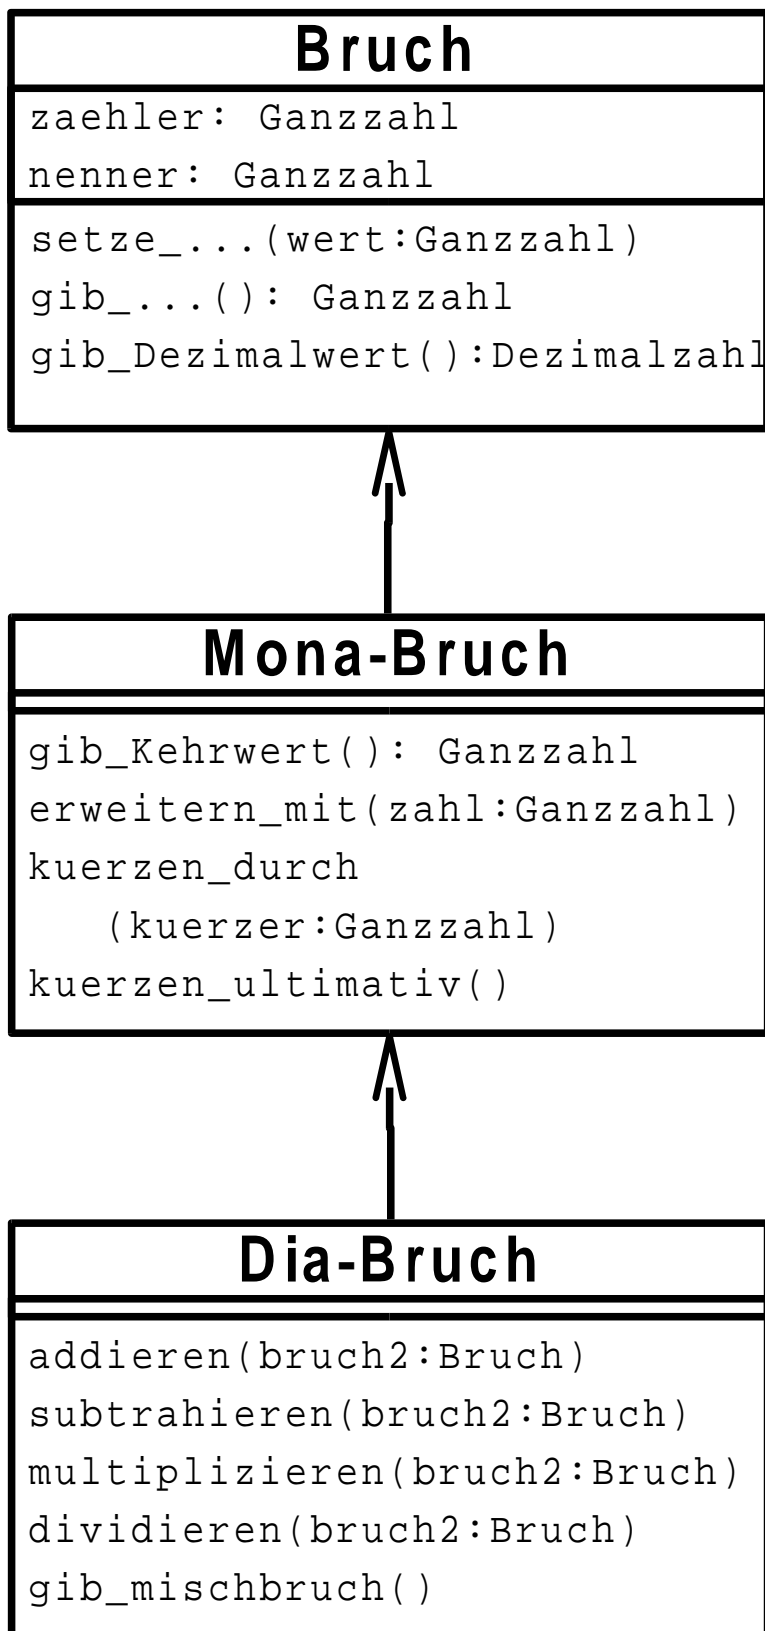 Bruch
zaehler: Ganzzahl
nenner: Ganzzahl
setze_...(wert:Ganzzahl)
gib_...(): Ganzzahl
gib_Dezimalwert():Dezimalzahl
Mona-Bruch
gib_Kehrwert(): Ganzzahl
erweitern_mit(zahl:Ganzzahl)
kuerzen_durch
(kuerzer:Ganzzahl)
kuerzen_ultimativ()
Dia-Bruch
addieren(bruch2:Bruch)
subtrahieren(bruch2:Bruch)
multiplizieren(bruch2:Bruch)
dividieren(bruch2:Bruch)
gib_mischbruch()